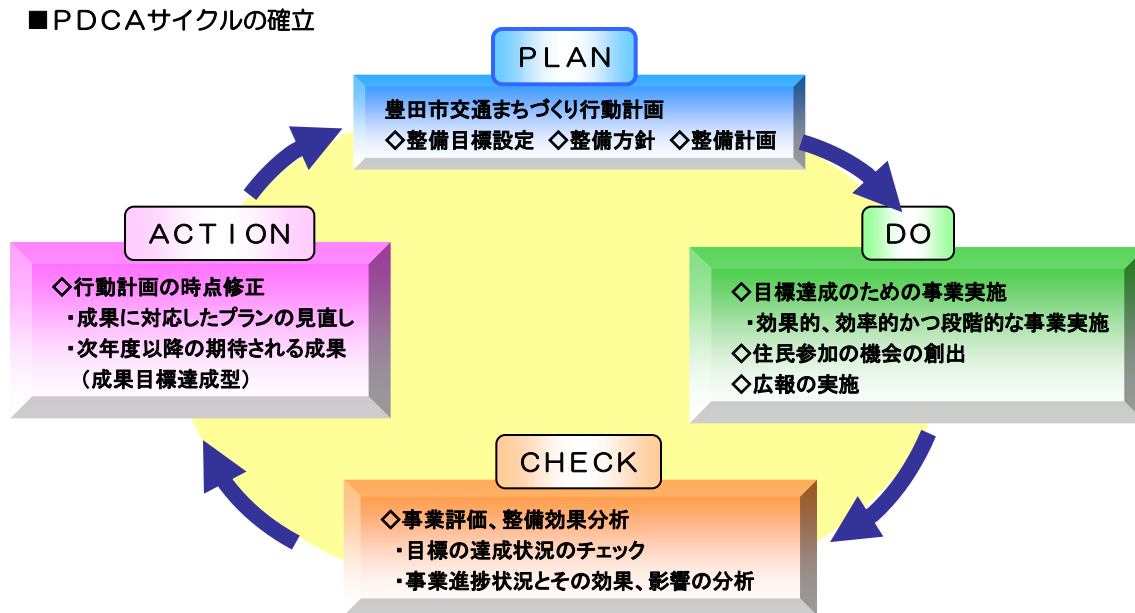 ■ＰＤＣＡサイクルの確立
ＰＬＡＮ
豊田市交通まちづくり行動計画
◇整備目標設定　◇整備方針　◇整備計画
ＤＯ
◇目標達成のための事業実施
・効果的、効率的かつ段階的な事業実施
◇住民参加の機会の創出
◇広報の実施
ＣＨＥＣＫ
◇事業評価、整備効果分析
・目標の達成状況のチェック
・事業進捗状況とその効果、影響の分析
ＡＣＴＩＯＮ
◇行動計画の時点修正
・成果に対応したプランの見直し
・次年度以降の期待される成果
（成果目標達成型）